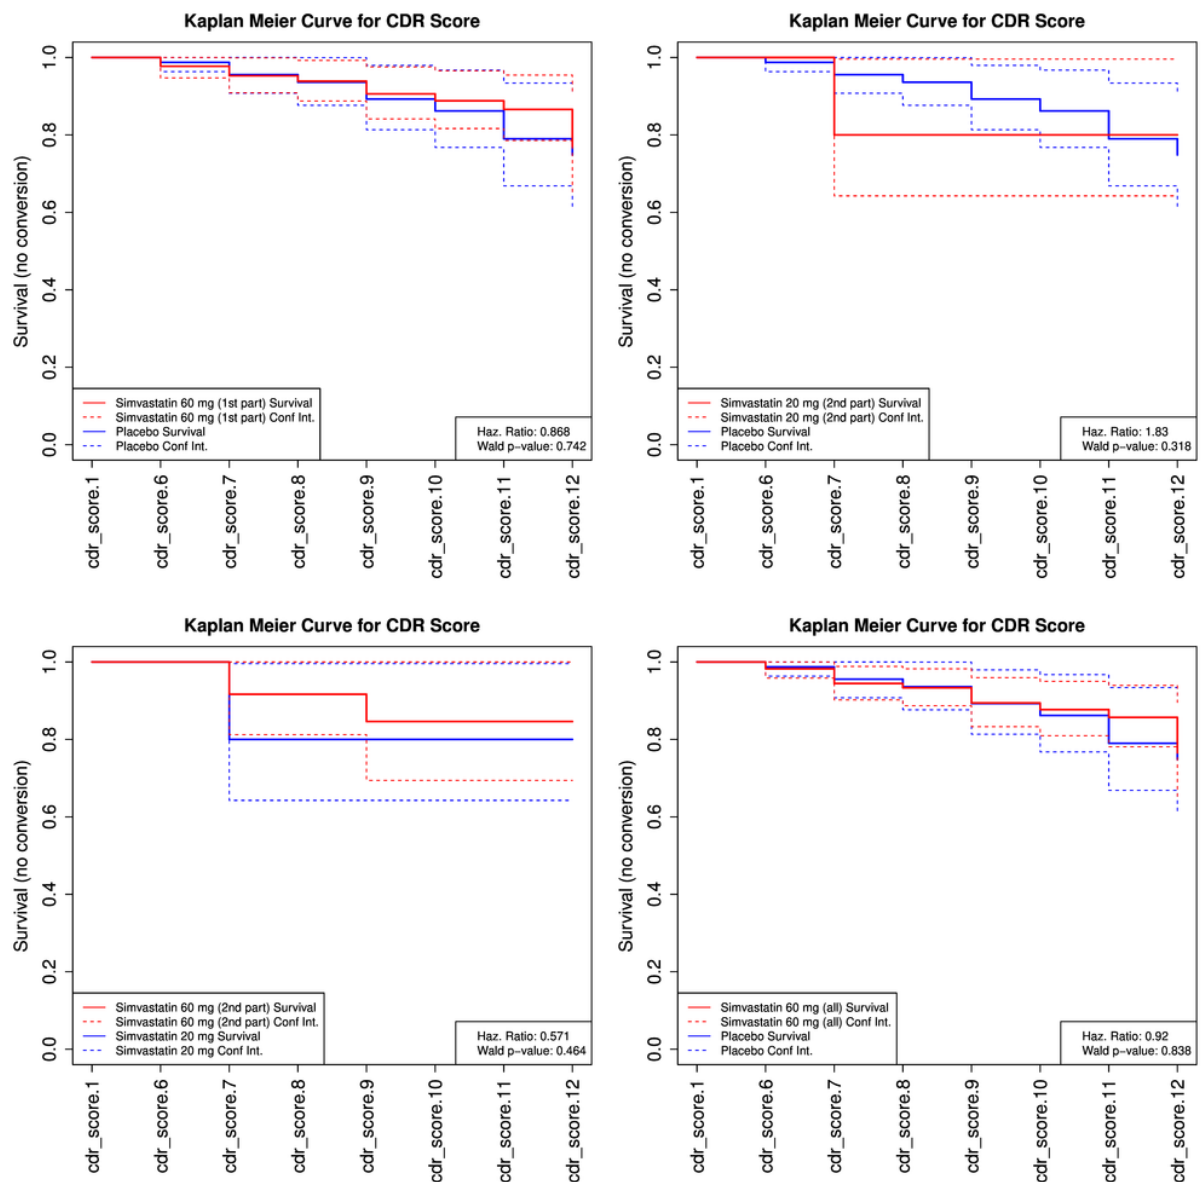 Kaplan Meier Curve for CDR Score
Survival (no conversion)
1.0
0.8
0.6
0.4
0.2
0.0
Simvastatin 60 mg (1st part) Survival
Simvastatin 60 mg (1st part) Conf Int.
Placebo Survival
Placebo Conf Int.
Haz. Ratio: 0.868
Wald p-value: 0.742
cdr_score.1
cdr_score.6
cdr_score.7
cdr_score.8
cdr_score.9
cdr_score.10
cdr_score.11
cdr_score.12
Kaplan Meier Curve for CDR Score
Survival (no conversion)
1.0
0.8
0.6
0.4
0.2
0.0
Simvastatin 20 mg (2nd part) Survival
Simvastatin 20 mg (2nd part) Conf Int.
Placebo Survival
Placebo Conf Int.
Haz. Ratio: 1.83
Wald p-value: 0.318
cdr_score.1
cdr_score.6
cdr_score.7
cdr_score.8
cdr_score.9
cdr_score.10
cdr_score.11
cdr_score.12
Kaplan Meier Curve for CDR Score
Survival (no conversion)
1.0
0.8
0.6
0.4
0.2
0.0
Simvastatin 60 mg (2nd part) Survival
Simvastatin 60 mg (2nd part) Conf Int.
Simvastatin 20 mg Survival
Simvastatin 20 mg Conf Int.
Haz. Ratio: 0.571
Wald p-value: 0.464
cdr_score.1
cdr_score.6
cdr_score.7
cdr_score.8
cdr_score.9
cdr_score.10
cdr_score.11
cdr_score.12
Kaplan Meier Curve for CDR Score
Survival (no conversion)
1.0
0.8
0.6
0.4
0.2
0.0
Simvastatin 60 mg (all) Survival
Simvastatin 60 mg (all) Conf Int.
Placebo Survival
Placebo Conf Int.
Haz. Ratio: 0.92
Wald p-value: 0.838
cdr_score.1
cdr_score.6
cdr_score.7
cdr_score.8
cdr_score.9
cdr_score.10
cdr_score.11
cdr_score.12